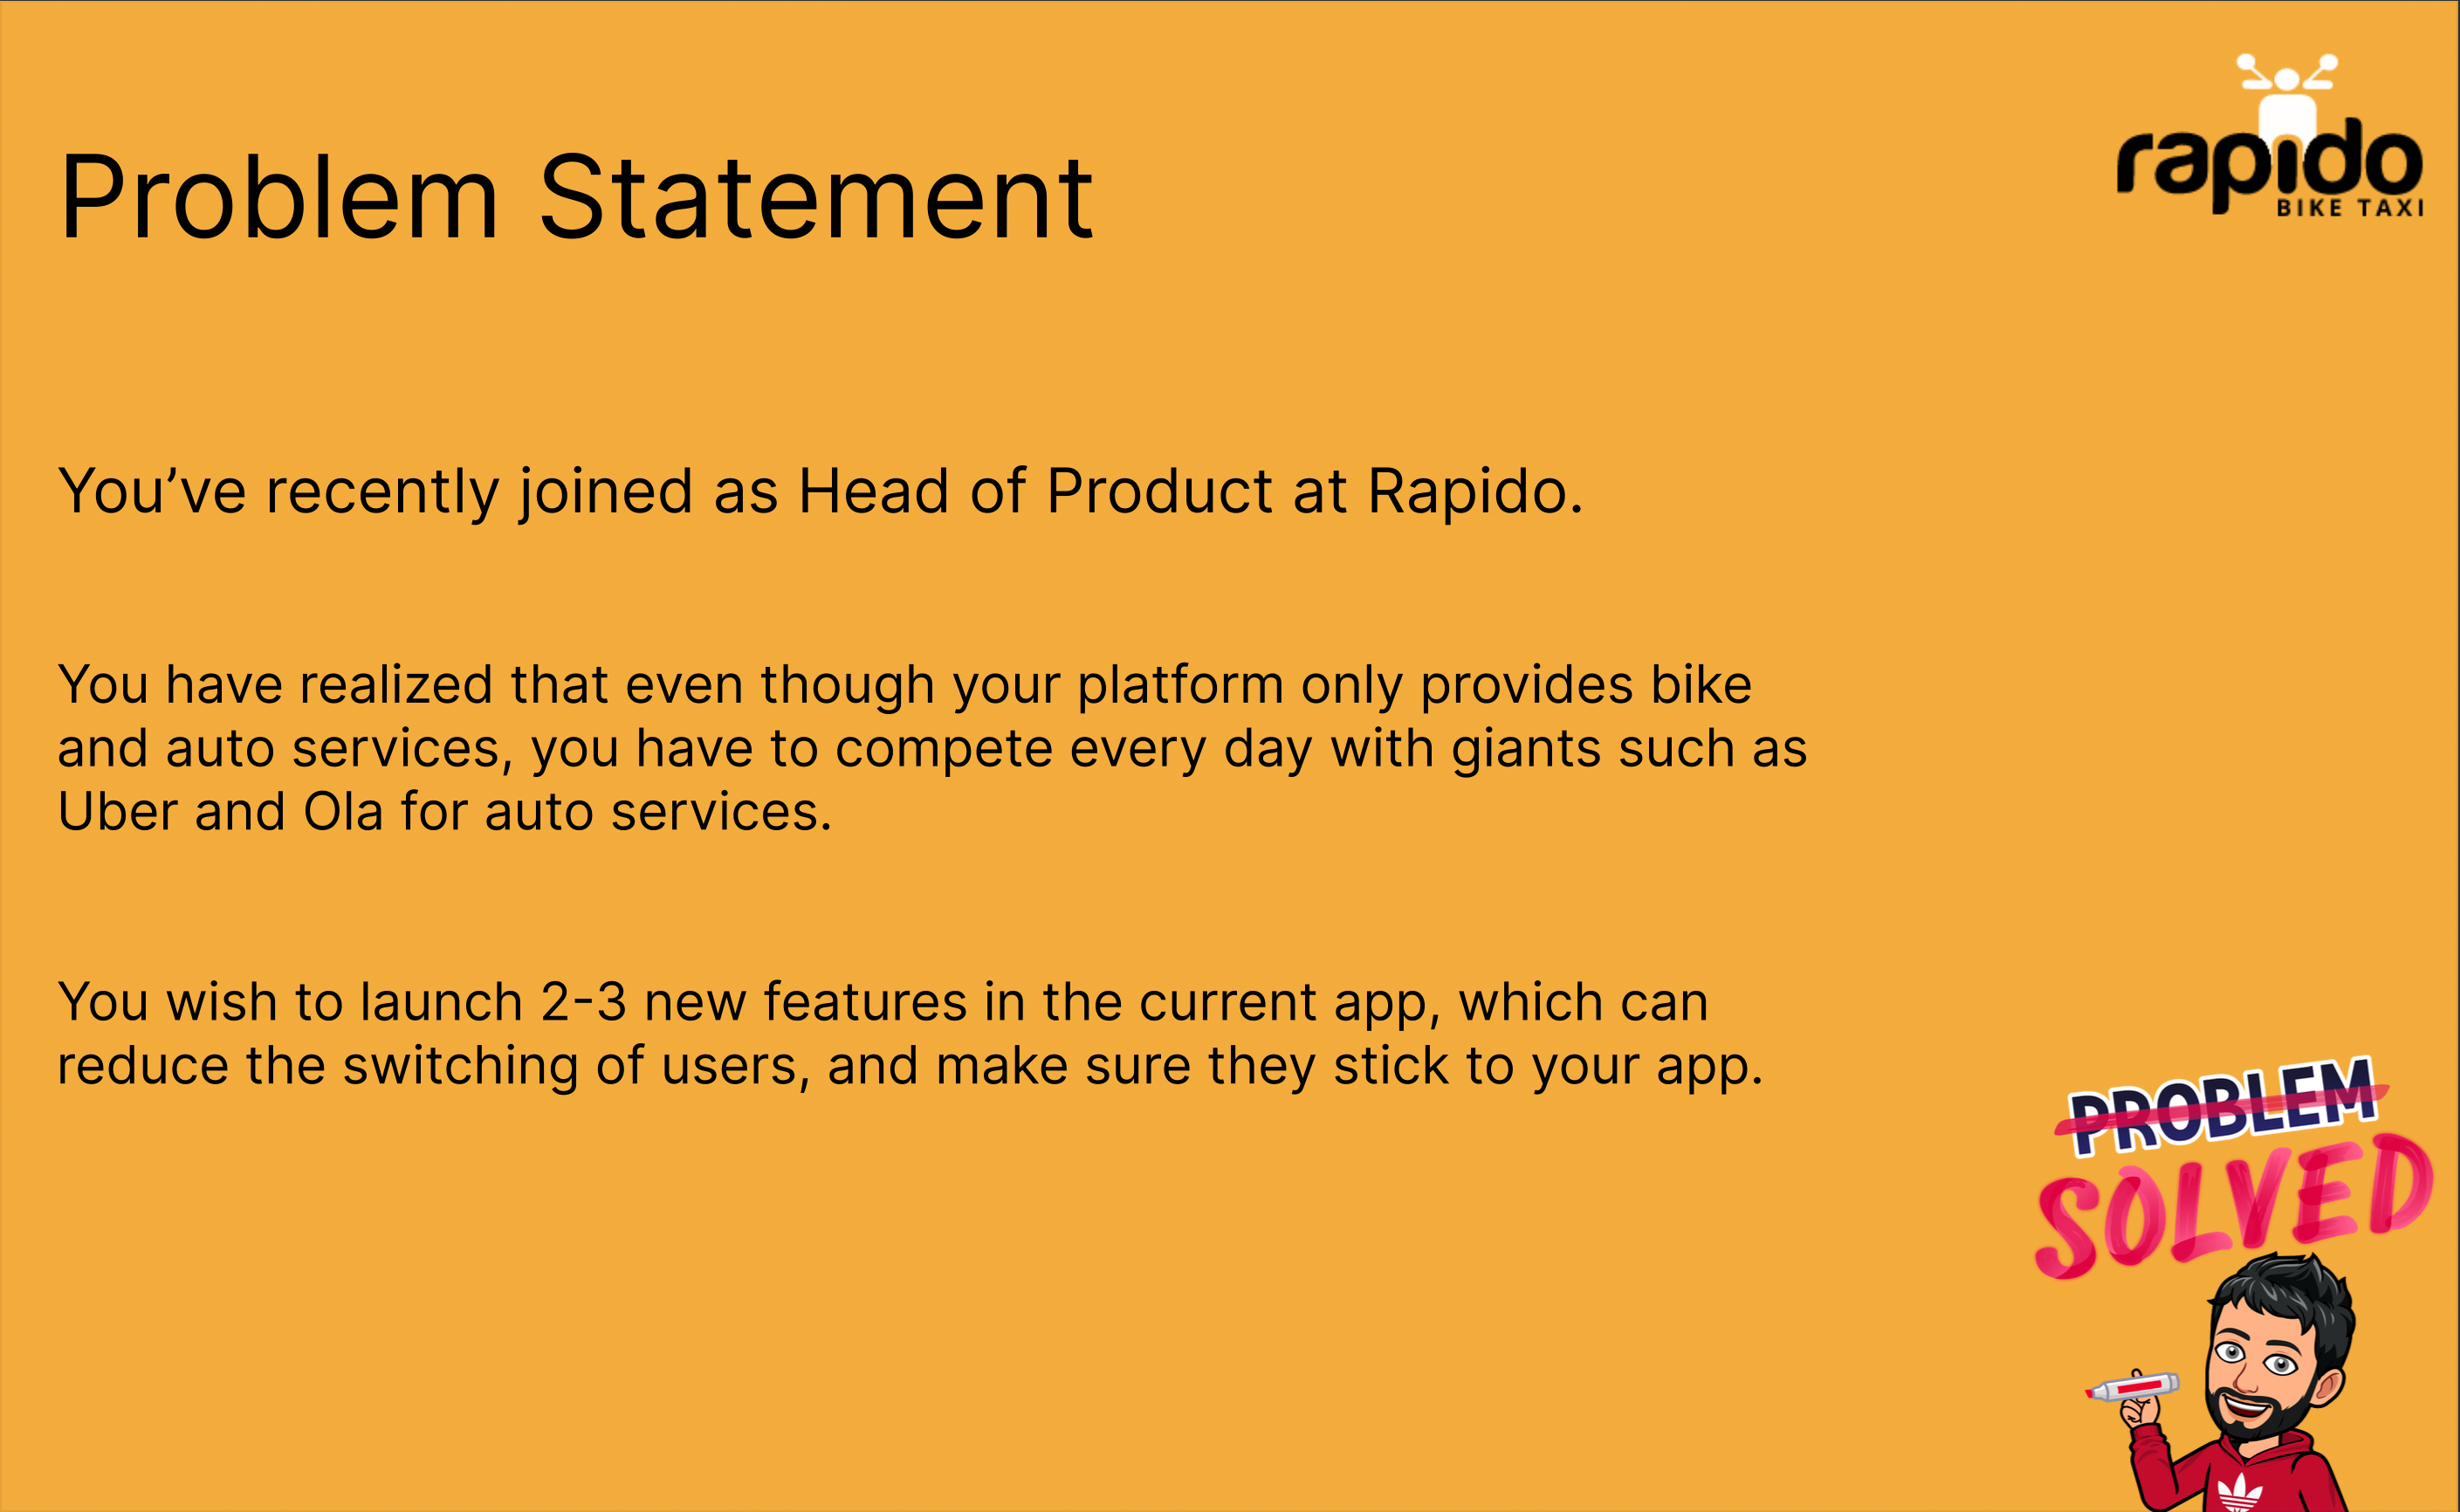 rapido
BIKE TAXI
Problem Statement
You’ve recently joined as Head of Product at Rapido.
You have realized that even though your platform only provides bike
and auto services, you have to compete every day with giants such as
Uber and Ola for auto services.
You wish to launch 2-3 new features in the current app, which can
reduce the switching of users, and make sure they stick to your app.
PROBLEM
SOLVED